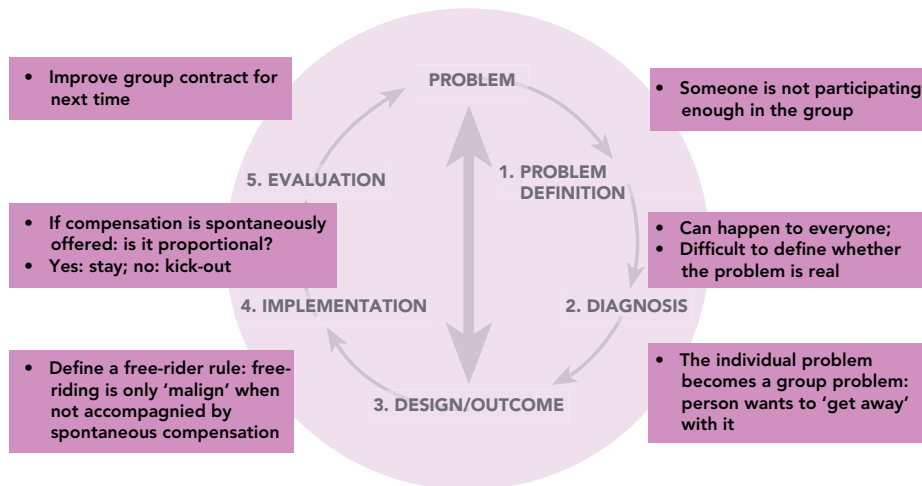 • Improve group contract for
next time
PROBLEM
• Someone is not participating
enough in the group
5. EVALUATION
1. PROBLEM
DEFINITION
• If compensation is spontaneously
offered: is it proportional?
• Yes: stay; no: kick-out
• Can happen to everyone;
• Difficult to define whether
the problem is real
4. IMPLEMENTATION
2. DIAGNOSIS
• Define a free-rider rule: free-
riding is only ‘malign’ when
not accompagnied by
spontaneous compensation
3. DESIGN/OUTCOME
• The individual problem
becomes a group problem:
person wants to ‘get away’
with it